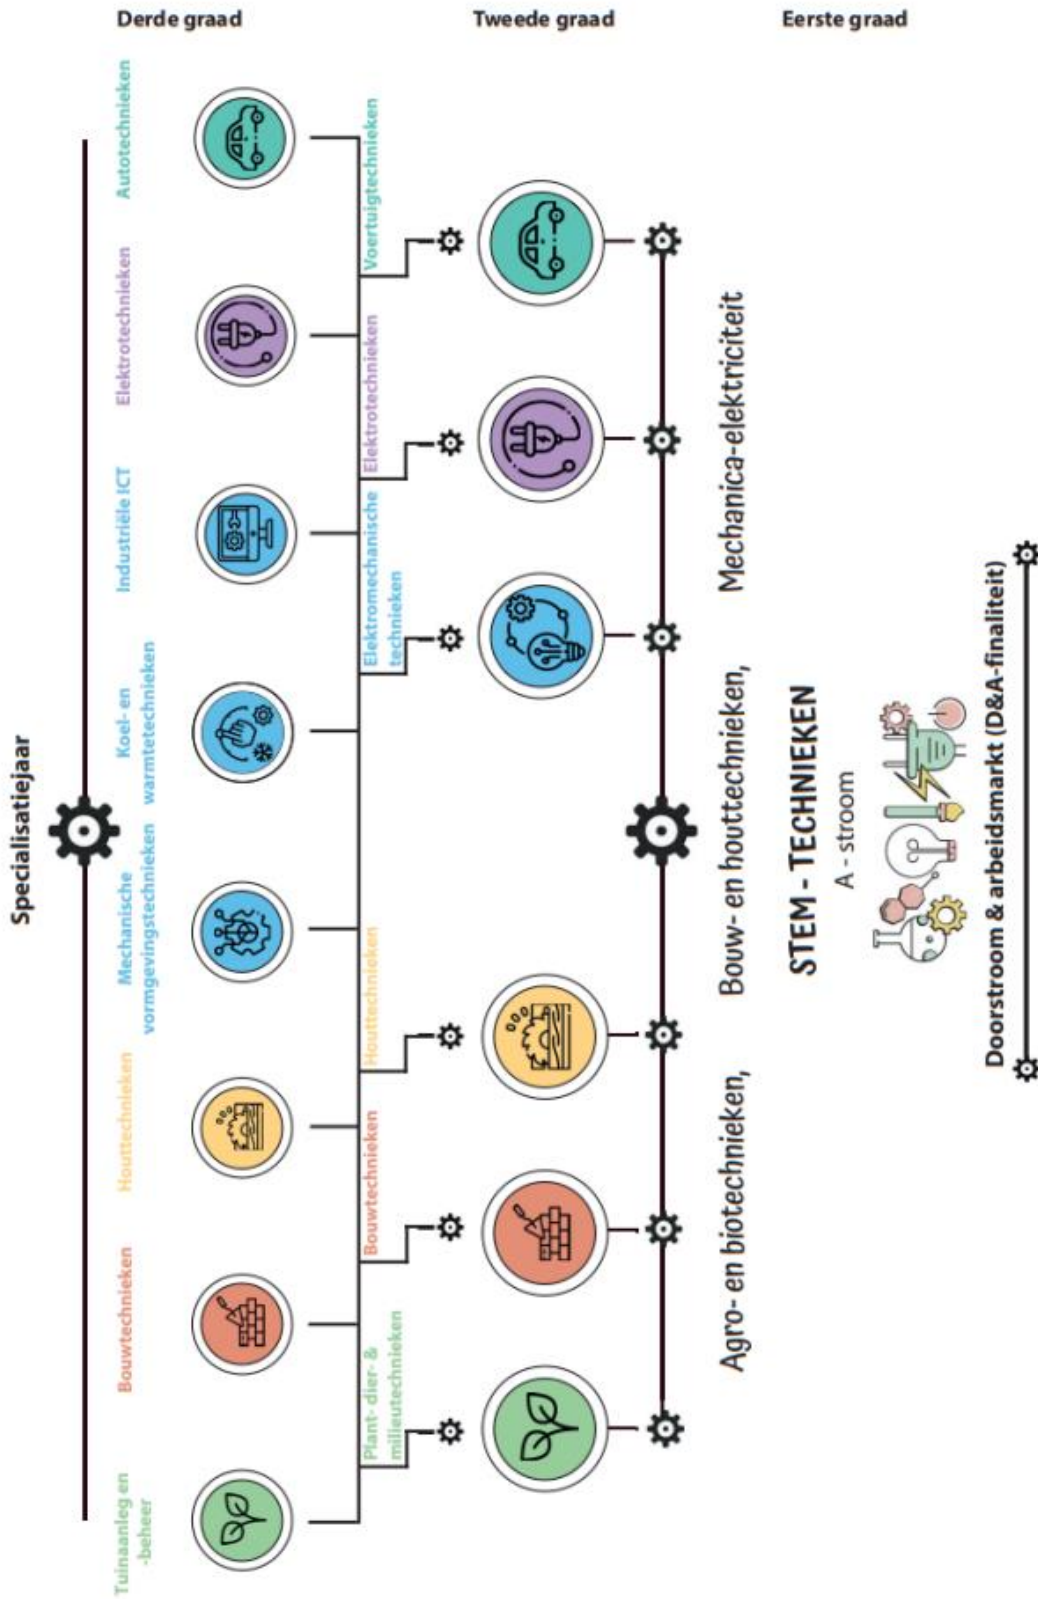 Specialisatiejaar
Derde graad
Tuinaanleg en
-beheer
Bouwtechnieken
Houttechnieken
Mechanische
vormgevingstechnieken
Koel- en
warmtetechnieken
Industriële ICT
Elektrotechnieken
Autotechnieken
Plant- dier- &
milieutechnieken
Bouwtechnieken
Houttechnieken
Elektromechanische
technieken
Elektrotechnieken
Voertuigtechnieken
Tweede graad
Agro- en biotechnieken,
Bouw- en houttechnieken,
Mechanica-elektriciteit
Eerste graad
STEM - TECHNIEKEN
A - stroom
Doorstroom & arbeidsmarkt (D&A-finaliteit)